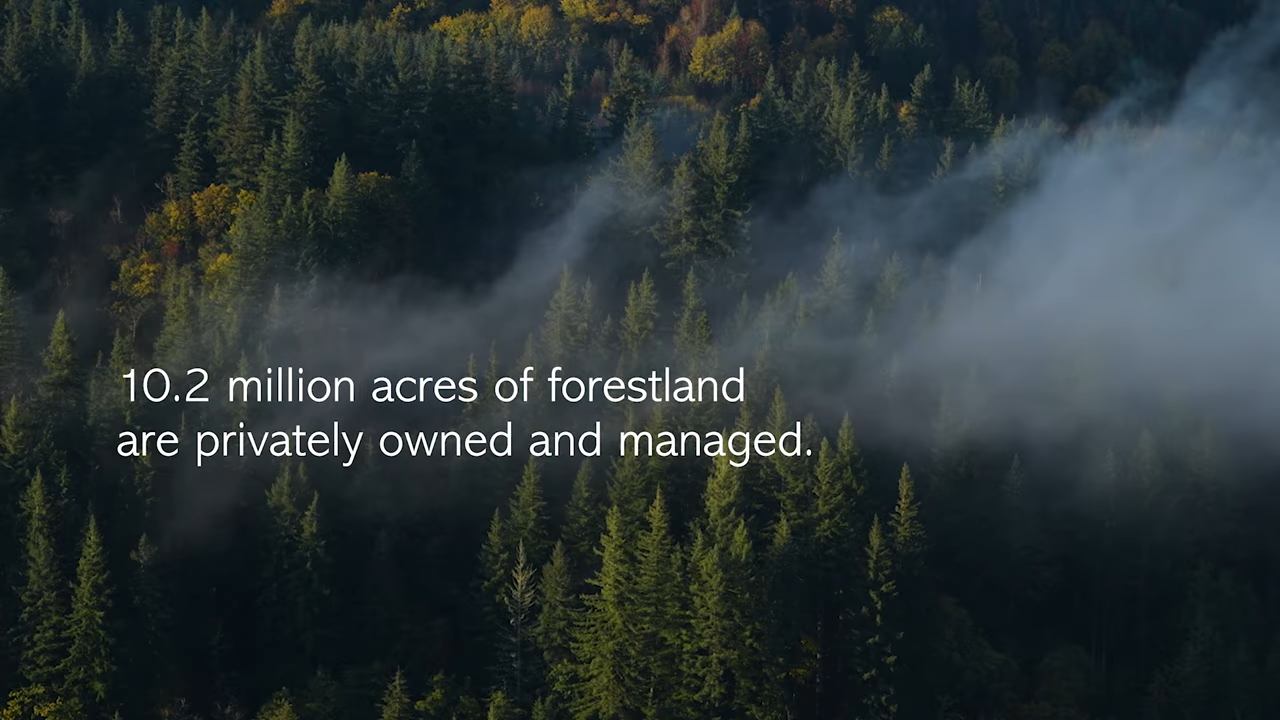 10.2 million acres of forestland
are privately owned and managed.